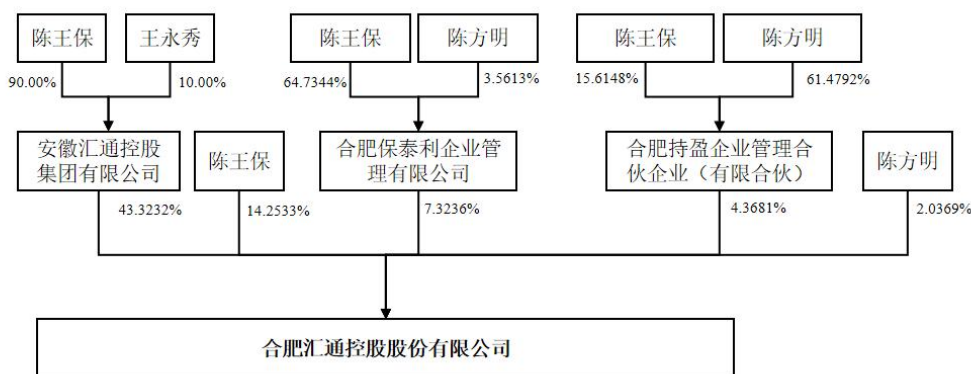 陈王保
王永秀
陈王保
陈方明
陈王保
陈方明
90.00%
10.00%
64.7344%
3.5613%
15.6148%
61.4792%
安徽汇通控股
集团有限公司
陈王保
合肥保泰利企业管
理有限公司
合肥持盈企业管理合
伙企业（有限合伙）
陈方明
43.3232%
14.2533%
7.3236%
4.3681%
2.0369%
合肥汇通控股股份有限公司